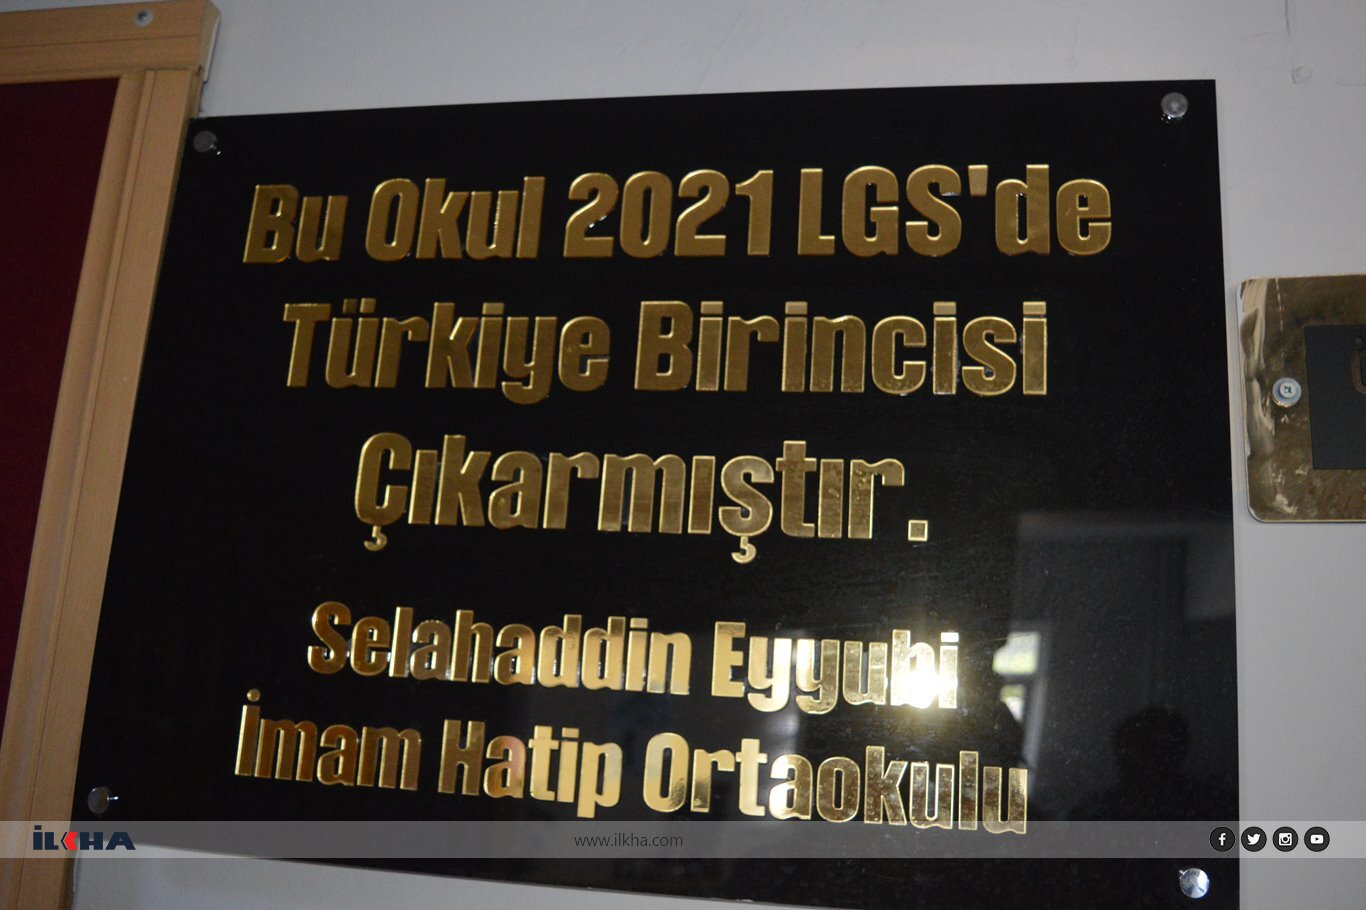 Bu Okul 2021 LGS'de
Türkiye Birincisi
Çıkarmıştır.
Selahaddin Eyyubi
İmam Hatip Ortaokulu
İLKHA
www.ilkha.com